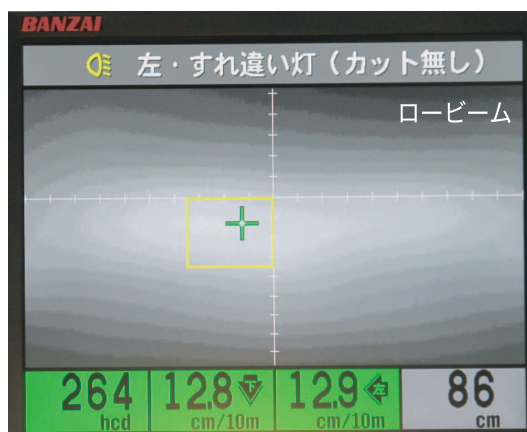 BANZAI
左・すれ違い灯(カット無し)
ロービーム
264 12.8 下 12.9 左 86
hcd cm/10m cm/10m cm